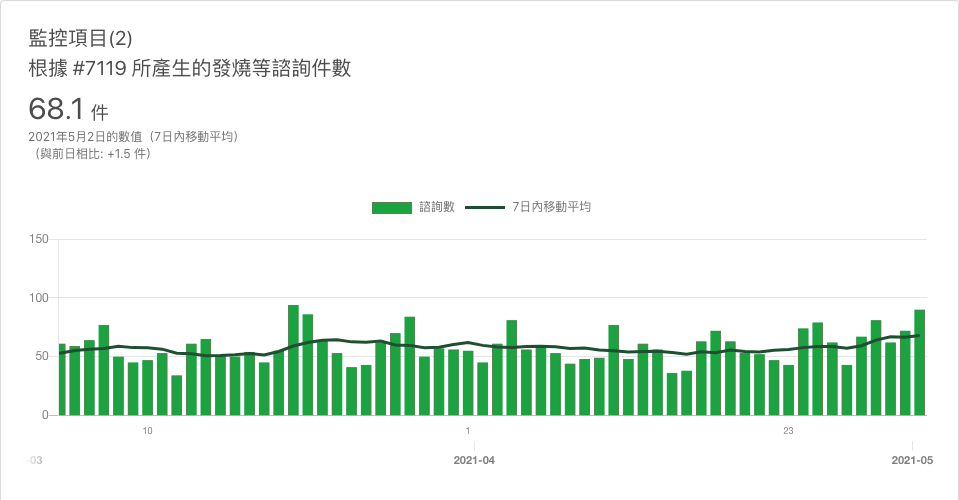 監控項目(2)
根據 #7119 所產生的發燒等諮詢件數
68.1 件
2021年5月2日的數值（7日內移動平均）
（與前日相比: +1.5 件）
諮詢數 7日內移動平均
150
100
50
0
10 1 23
-03 2021-04 2021-05